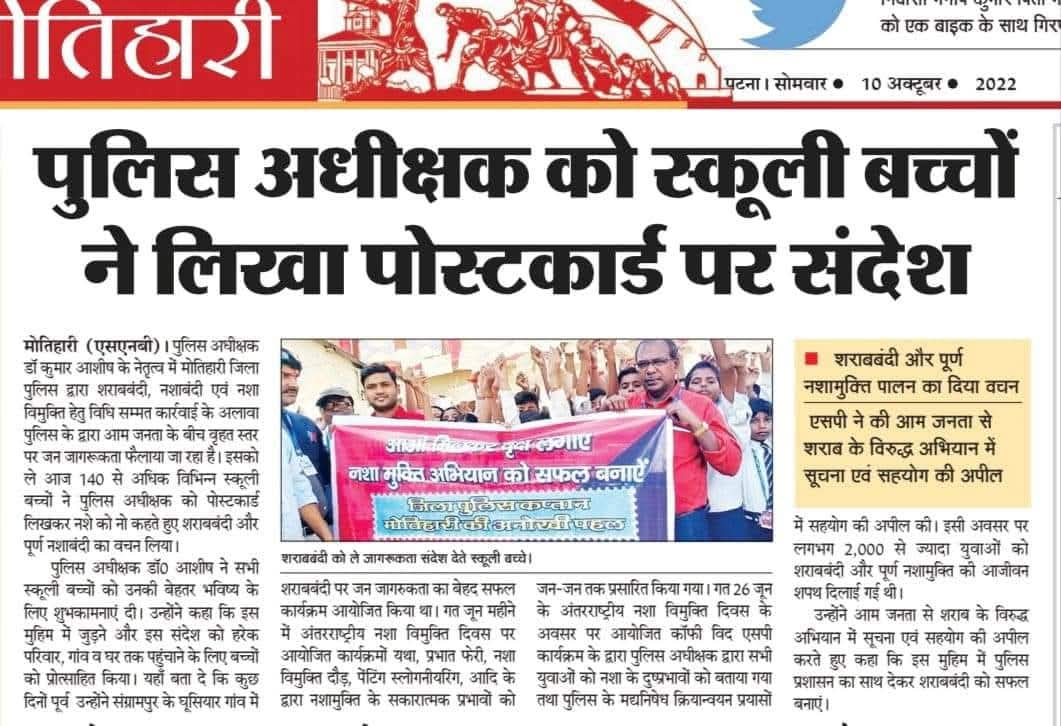 ोतिहारी
को एक बाइक के साथ गिर
पटना। सोमवार ● 10 अक्टूबर ● 2022
पुलिस अधीक्षक को स्कूली बच्चों
ने लिखा पोस्टकार्ड पर संदेश
मोतिहारी (एसएनबी)। पुलिस अधीक्षक
डॉ कुमार आशीष के नेतृत्व में मोतिहारी जिला
पुलिस द्वारा शराबबंदी, नशाबंदी एवं नशा
विमुक्ति हेतु विधि सम्मत कार्रवाई के अलावा
पुलिस के द्वारा आम जनता के बीच वृहत स्तर
पर जन जागरूकता फैलाया जा रहा है। इसको
ले आज 140 से अधिक विभिन्न स्कूली
बच्चों ने पुलिस अधीक्षक को पोस्टकार्ड
लिखकर नशे को नो कहते हुए शराबबंदी और
पूर्ण नशाबंदी का वचन लिया।
पुलिस अधीक्षक डॉ0 आशीष ने सभी
स्कूली बच्चों को उनकी बेहतर भविष्य के
लिए शुभकामनाएं दी। उन्होंने कहा कि इस
मुहिम में जुड़ने और इस संदेश को हरेक
परिवार, गांव व घर तक पहुंचाने के लिए बच्चों
को प्रोत्साहित किया। यहाँ बता दे कि कुछ
दिनों पूर्व उन्होंने संग्रामपुर के घूसियार गांव में
आओ मिलकर वृक्ष लगाए
नशा मुक्ति अभियान को सफल बनाऐं
जिला पुलिस कप्तान
मोतिहारी की अनोखी पहल
शराबबंदी को ले जागरूकता संदेश देते स्कूली बच्चे।
शराबबंदी पर जन जागरुकता का बेहद सफल
कार्यक्रम आयोजित किया था। गत जून महीने
में अंतरराष्ट्रीय नशा विमुक्ति दिवस पर
आयोजित कार्यक्रमों यथा, प्रभात फेरी, नशा
विमुक्ति दौड़, पेंटिंग स्लोगनीयरिंग, आदि के
द्वारा नशामुक्ति के सकारात्मक प्रभावों को
जन-जन तक प्रसारित किया गया। गत 26 जून
के अंतरराष्ट्रीय नशा विमुक्ति दिवस के
अवसर पर आयोजित कॉफी विद एसपी
कार्यक्रम के द्वारा पुलिस अधीक्षक द्वारा सभी
युवाओं को नशा के दुष्प्रभावों को बताया गया
तथा पुलिस के मद्यनिषेध क्रियान्वयन प्रयासों
■ शराबबंदी और पूर्ण
नशामुक्ति पालन का दिया वचन
एसपी ने की आम जनता से
शराब के विरुद्ध अभियान में
सूचना एवं सहयोग की अपील
में सहयोग की अपील की। इसी अवसर पर
लगभग 2,000 से ज्यादा युवाओं को
शराबबंदी और पूर्ण नशामुक्ति की आजीवन
शपथ दिलाई गई थी।
उन्होंने आम जनता से शराब के विरुद्ध
अभियान में सूचना एवं सहयोग की अपील
करते हुए कहा कि इस मुहिम में पुलिस
प्रशासन का साथ देकर शराबबंदी को सफल
बनाएं।